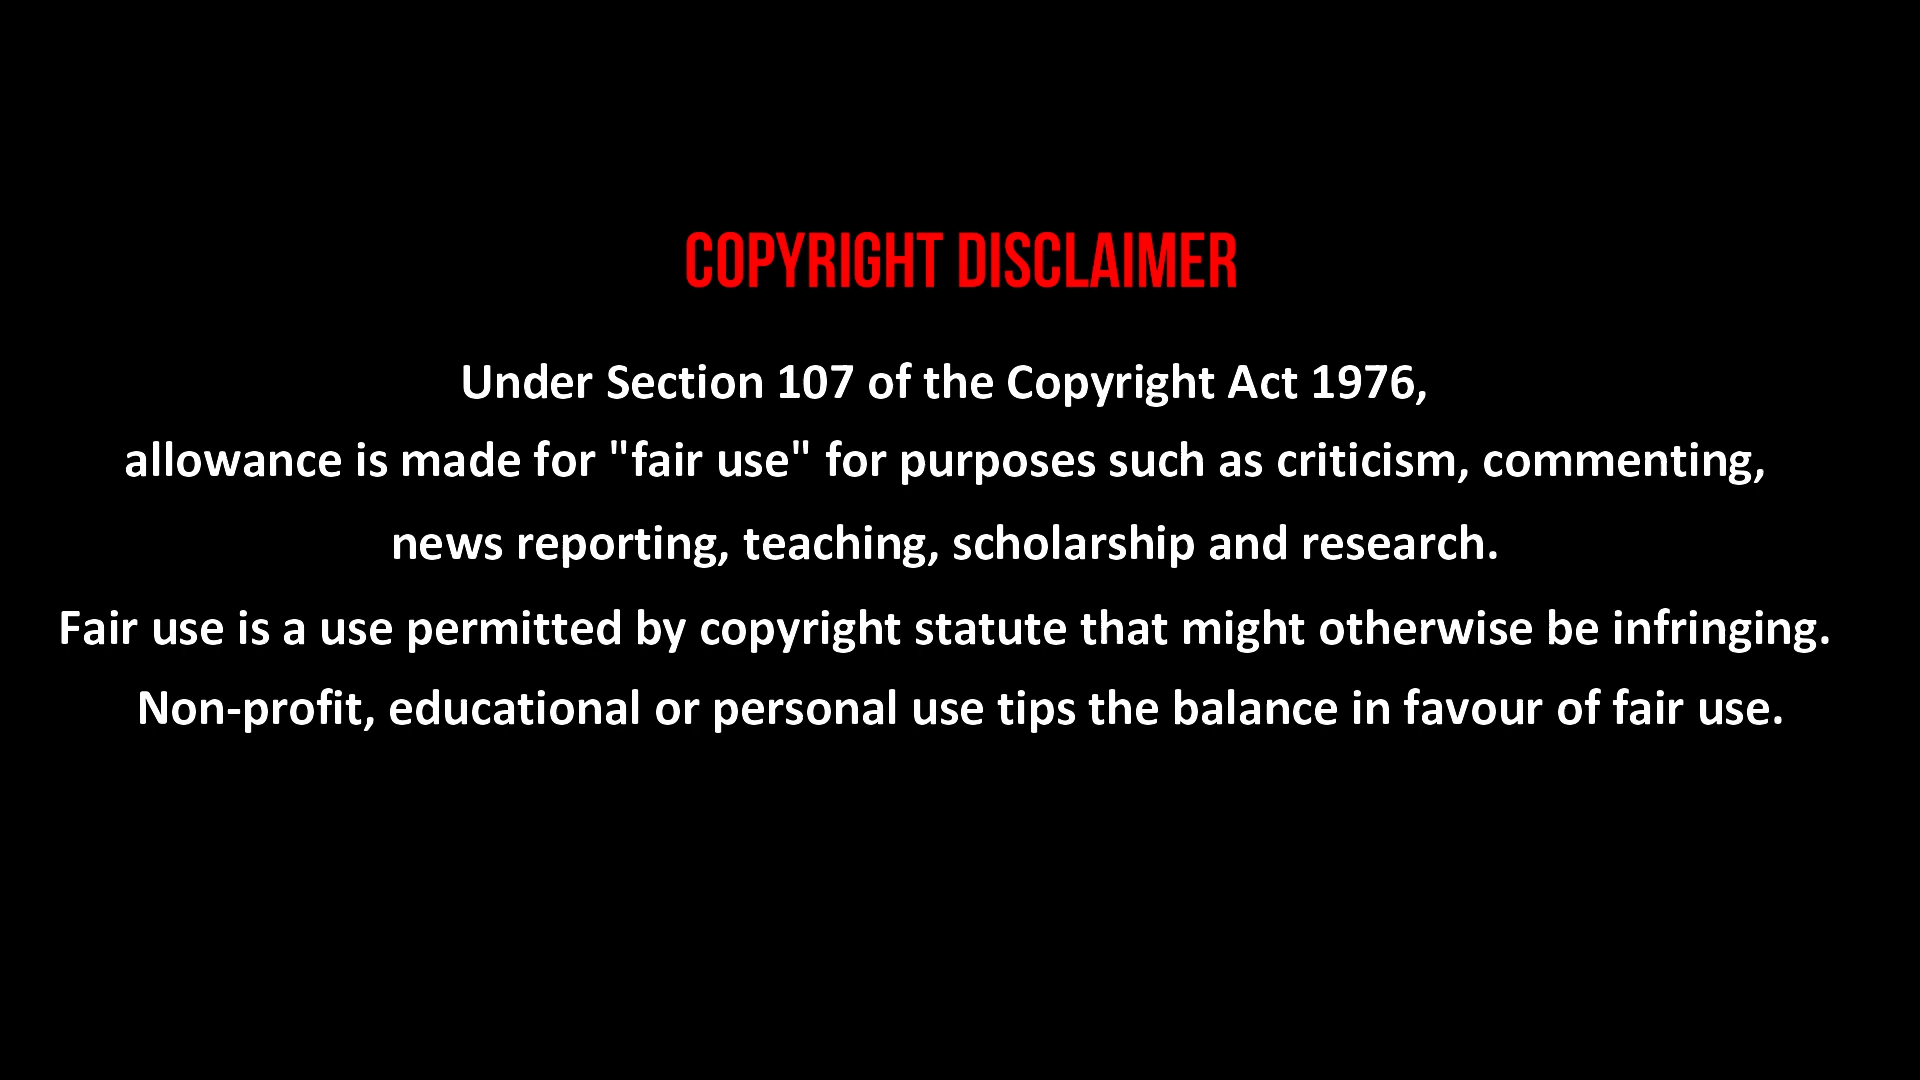 COPYRIGHT DISCLAIMER
Under Section 107 of the Copyright Act 1976,
allowance is made for "fair use" for purposes such as criticism, commenting,
news reporting, teaching, scholarship and research.
Fair use is a use permitted by copyright statute that might otherwise be infringing.
Non-profit, educational or personal use tips the balance in favour of fair use.